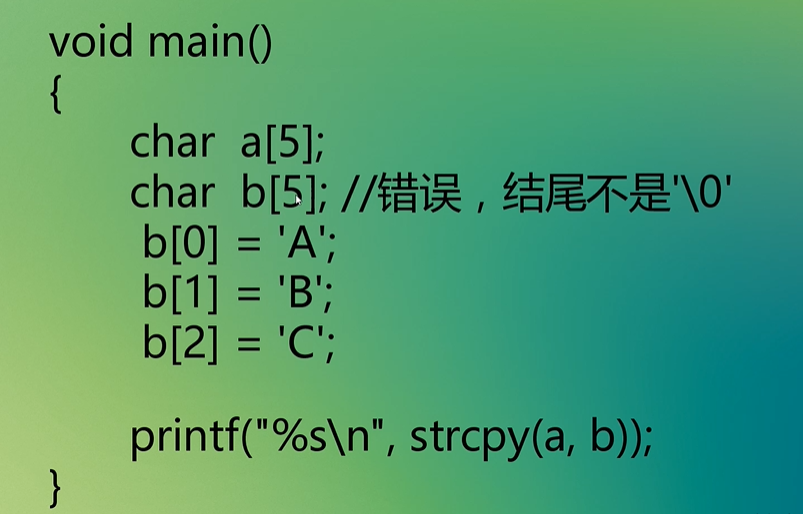 void main()
{
char  a[5];
char  b[5]; //错误，结尾不是'\0'
b[0] = 'A';
b[1] = 'B';
b[2] = 'C';
printf("%s\n", strcpy(a, b));
}